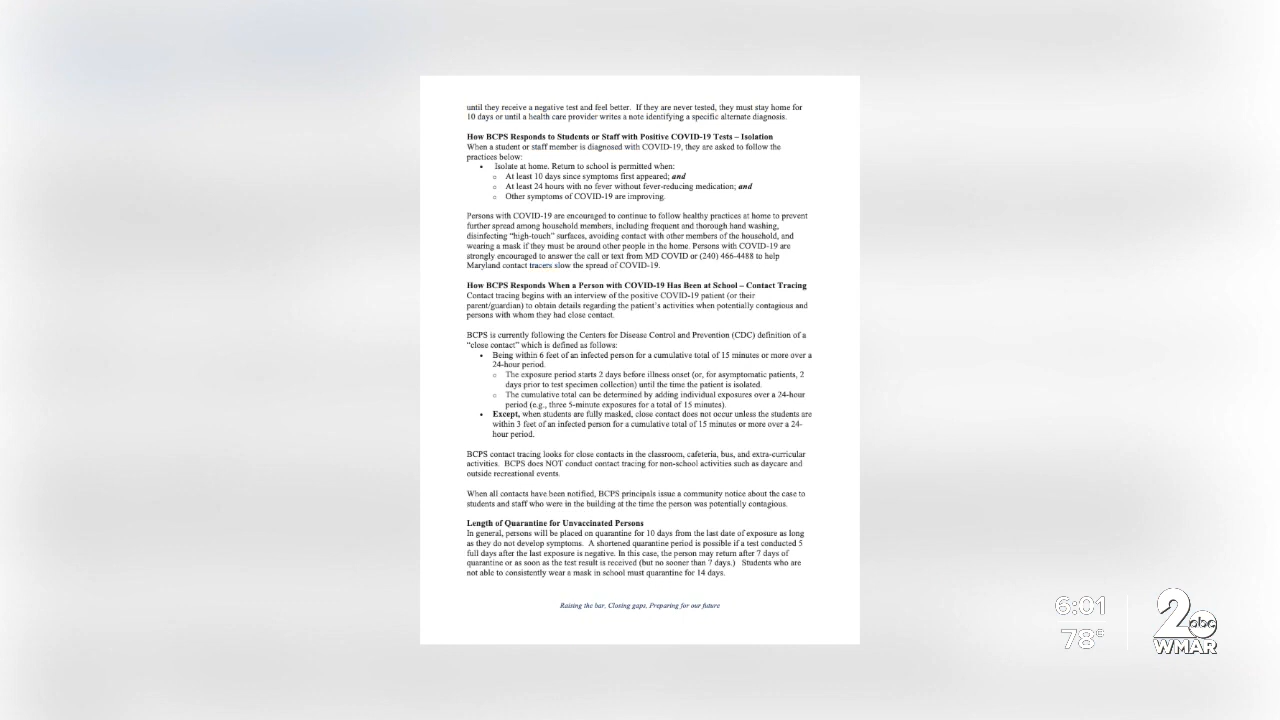 until they receive a negative test and feel better.  If they are never tested, they must stay home for
10 days or until a health care provider writes a note identifying a specific alternate diagnosis.
How BCPS Responds to Students or Staff with Positive COVID-19 Tests – Isolation
When a student or staff member is diagnosed with COVID-19, they are asked to follow the
practices below:
• Isolate at home. Return to school is permitted when:
o At least 10 days since symptoms first appeared; and
o At least 24 hours with no fever without fever-reducing medication; and
o Other symptoms of COVID-19 are improving.
Persons with COVID-19 are encouraged to continue to follow healthy practices at home to prevent
further spread among household members, including frequent and thorough hand washing,
disinfecting “high-touch” surfaces, avoiding contact with other members of the household, and
wearing a mask if they must be around other people in the home. Persons with COVID-19 are
strongly encouraged to answer the call or text from MD COVID or (240) 466-4488 to help
Maryland contact tracers slow the spread of COVID-19.
How BCPS Responds When a Person with COVID-19 Has Been at School – Contact Tracing
Contact tracing begins with an interview of the positive COVID-19 patient (or their
parent/guardian) to obtain details regarding the patient’s activities when potentially contagious and
persons with whom they had close contact.
BCPS is currently following the Centers for Disease Control and Prevention (CDC) definition of a
“close contact” which is defined as follows:
• Being within 6 feet of an infected person for a cumulative total of 15 minutes or more over a
24-hour period.
o The exposure period starts 2 days before illness onset (or, for asymptomatic patients, 2
days prior to test specimen collection) until the time the patient is isolated.
o The cumulative total can be determined by adding individual exposures over a 24-hour
period (e.g., three 5-minute exposures for a total of 15 minutes).
• Except, when students are fully masked, close contact does not occur unless the students are
within 3 feet of an infected person for a cumulative total of 15 minutes or more over a 24-
hour period.
BCPS contact tracing looks for close contacts in the classroom, cafeteria, bus, and extra-curricular
activities.  BCPS does NOT conduct contact tracing for non-school activities such as daycare and
outside recreational events.
When all contacts have been notified, BCPS principals issue a community notice about the case to
students and staff who were in the building at the time the person was potentially contagious.
Length of Quarantine for Unvaccinated Persons
In general, persons will be placed on quarantine for 10 days from the last date of exposure as long
as they do not develop symptoms.  A shortened quarantine period is possible if a test conducted 5
full days after the last exposure is negative. In this case, the person may return after 7 days of
quarantine or as soon as the test result is received (but no sooner than 7 days.)  Students who are
not able to consistently wear a mask in school must quarantine for 14 days.
Raising the bar, Closing gaps, Preparing for our future
6:01
78°
2 abc
WMAR